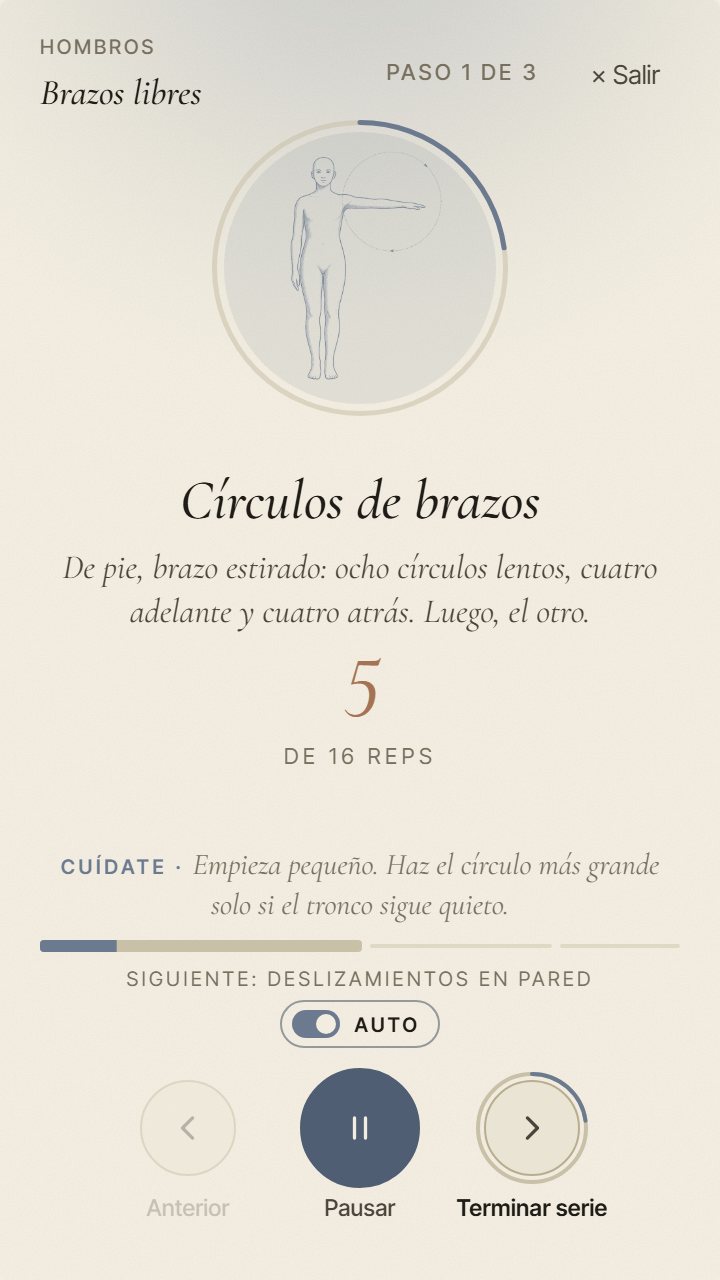 HOMBROS
Brazos libres
PASO 1 DE 3
× Salir
Círculos de brazos
De pie, brazo estirado: ocho círculos lentos, cuatro
adelante y cuatro atrás. Luego, el otro.
5
DE 16 REPS
CUÍDATE · Empieza pequeño. Haz el círculo más grande
solo si el tronco sigue quieto.
SIGUIENTE: DESLIZAMIENTOS EN PARED
AUTO
Anterior
Pausar
Terminar serie